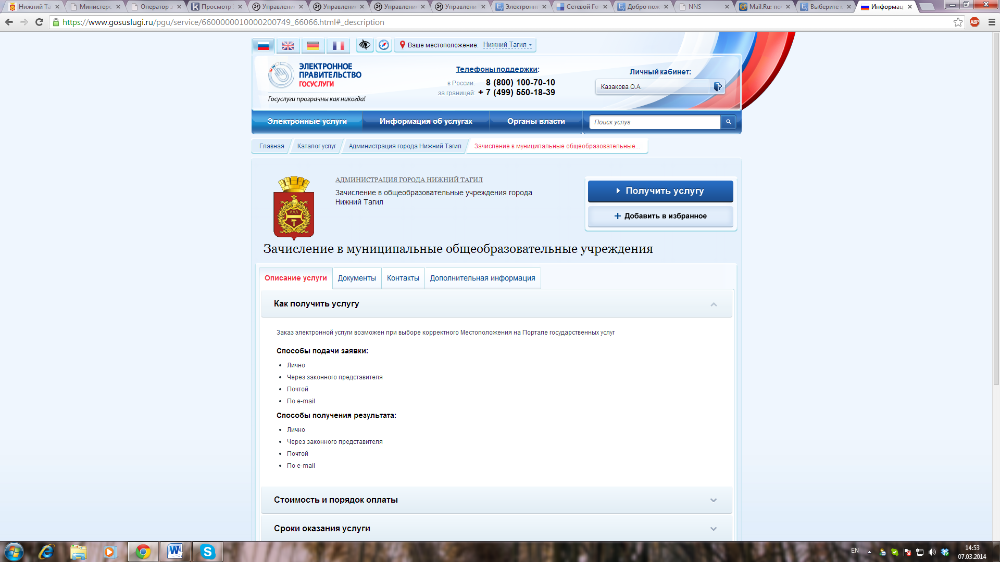 Нижний Та
Министерс
Оператор э
Просмотр
Управлени
Управлени
Управлени
Управлени
Электронн
Сетевой Го
Добро пож
NNS
Mail.Ru: по
Выберите м
Информац
https://www.gosuslugi.ru/pgu/service/6600000010000200749_66066.html#_description
ABP
Ваше местоположение: Нижний Тагил
ЭЛЕКТРОННОЕ
ПРАВИТЕЛЬСТВО
ГОСУСЛУГИ
Госуслуги прозрачны как никогда!
Телефоны поддержки:
в России: 8 (800) 100-70-10
за границей: + 7 (499) 550-18-39
Личный кабинет:
Казакова О.А.
Электронные услуги
Информация об услугах
Органы власти
Поиск услуг
Главная
Каталог услуг
Администрация города Нижний Тагил
Зачисление в муниципальные общеобразовательные...
АДМИНИСТРАЦИЯ ГОРОДА НИЖНИЙ ТАГИЛ
Зачисление в общеобразовательные учреждения города
Нижний Тагил
Получить услугу
+ Добавить в избранное
Зачисление в муниципальные общеобразовательные учреждения
Описание услуги
Документы
Контакты
Дополнительная информация
Как получить услугу
Заказ электронной услуги возможен при выборе корректного Местоположения на Портале государственных услуг
Способы подачи заявки:
• Лично
• Через законного представителя
• Почтой
• По e-mail
Способы получения результата:
• Лично
• Через законного представителя
• Почтой
• По e-mail
Стоимость и порядок оплаты
Сроки оказания услуги
EN
14:53
07.03.2014